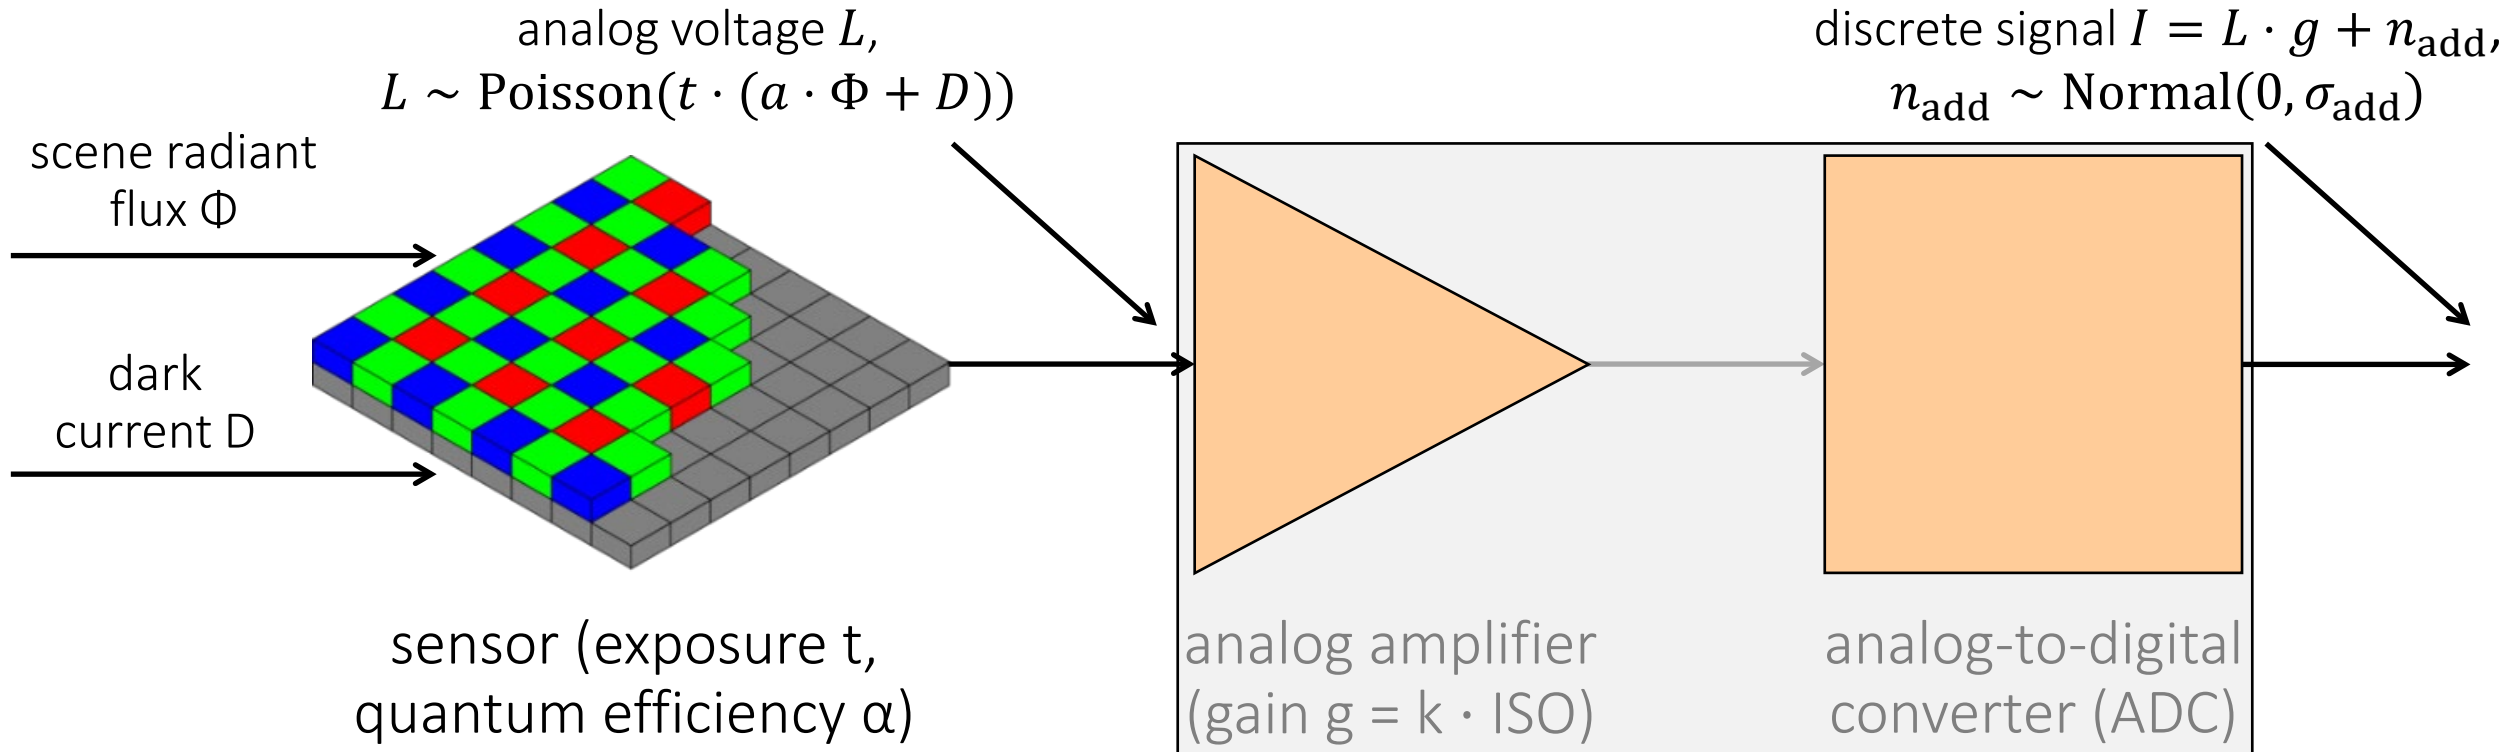 analog voltage L,
L ~ Poisson(t · (a · Φ + D))
discrete signal I = L · g + n_add,
n_add ~ Normal(0, σ_add)
scene radiant
flux Φ
dark
current D
sensor (exposure t,
quantum efficiency α)
analog amplifier
(gain g = k · ISO)
analog-to-digital
converter (ADC)